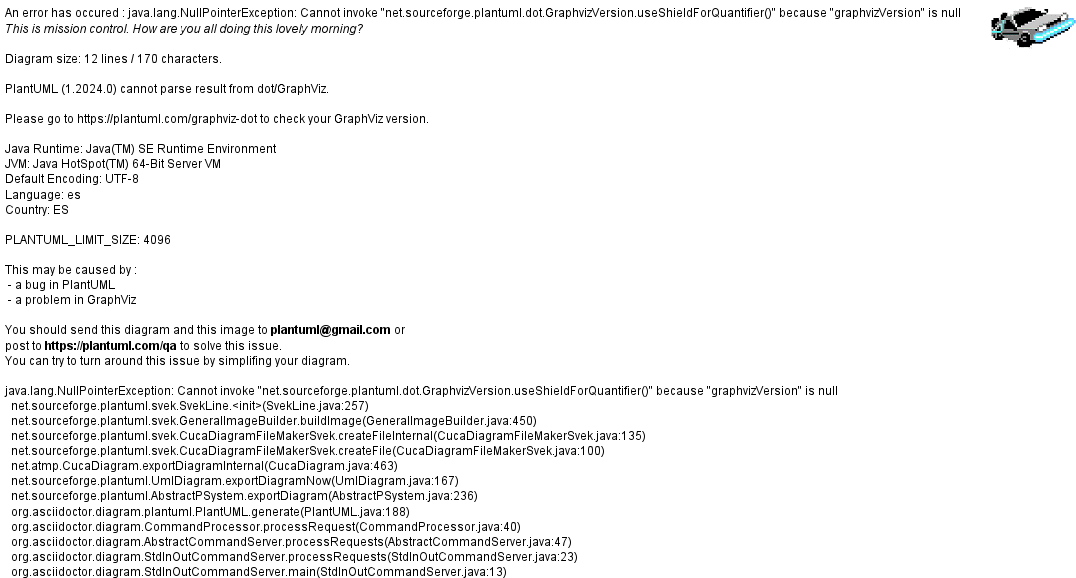 An error has occured : java.lang.NullPointerException: Cannot invoke "net.sourceforge.plantuml.dot.GraphvizVersion.useShieldForQuantifier()" because "graphvizVersion" is null
This is mission control. How are you all doing this lovely morning?
Diagram size: 12 lines / 170 characters.
PlantUML (1.2024.0) cannot parse result from dot/GraphViz.
Please go to https://plantuml.com/graphviz-dot to check your GraphViz version.
Java Runtime: Java(TM) SE Runtime Environment
JVM: Java HotSpot(TM) 64-Bit Server VM
Default Encoding: UTF-8
Language: es
Country: ES
PLANTUML_LIMIT_SIZE: 4096
This may be caused by :
- a bug in PlantUML
- a problem in GraphViz
You should send this diagram and this image to plantuml@gmail.com or
post to https://plantuml.com/qa to solve this issue.
You can try to turn around this issue by simplifing your diagram.
java.lang.NullPointerException: Cannot invoke "net.sourceforge.plantuml.dot.GraphvizVersion.useShieldForQuantifier()" because "graphvizVersion" is null
net.sourceforge.plantuml.svek.SvekLine.<init>(SvekLine.java:257)
net.sourceforge.plantuml.svek.GeneralImageBuilder.buildImage(GeneralImageBuilder.java:450)
net.sourceforge.plantuml.svek.CucaDiagramFileMakerSvek.createFileInternal(CucaDiagramFileMakerSvek.java:135)
net.sourceforge.plantuml.svek.CucaDiagramFileMakerSvek.createFile(CucaDiagramFileMakerSvek.java:100)
net.atmp.CucaDiagram.exportDiagramInternal(CucaDiagram.java:463)
net.sourceforge.plantuml.UmlDiagram.exportDiagramNow(UmlDiagram.java:167)
net.sourceforge.plantuml.AbstractPSystem.exportDiagram(AbstractPSystem.java:236)
org.asciidoctor.diagram.plantuml.PlantUML.generate(PlantUML.java:188)
org.asciidoctor.diagram.CommandProcessor.processRequest(CommandProcessor.java:40)
org.asciidoctor.diagram.AbstractCommandServer.processRequests(AbstractCommandServer.java:47)
org.asciidoctor.diagram.StdInOutCommandServer.processRequests(StdInOutCommandServer.java:23)
org.asciidoctor.diagram.StdInOutCommandServer.main(StdInOutCommandServer.java:13)